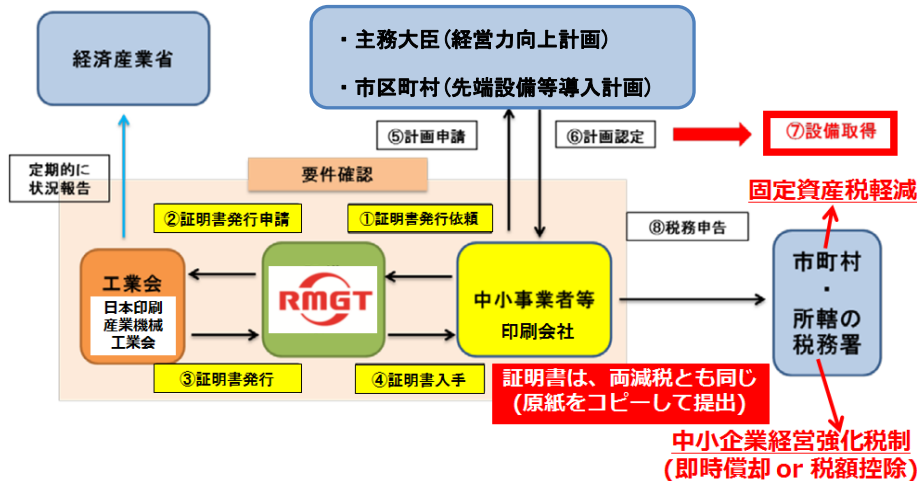 経済産業省
・主務大臣(経営力向上計画)
・市区町村(先端設備等導入計画)
⑤計画申請
⑥計画認定
⑦設備取得
定期的に
状況報告
要件確認
固定資産税軽減
②証明書発行申請
①証明書発行依頼
⑧税務申告
工業会
日本印刷
産業機械
工業会
RMGT
中小事業者等
印刷会社
市町村
・
所轄の
税務署
③証明書発行
④証明書入手
証明書は、両減税とも同じ
(原紙をコピーして提出)
中小企業経営強化税制
(即時償却 or 税額控除)